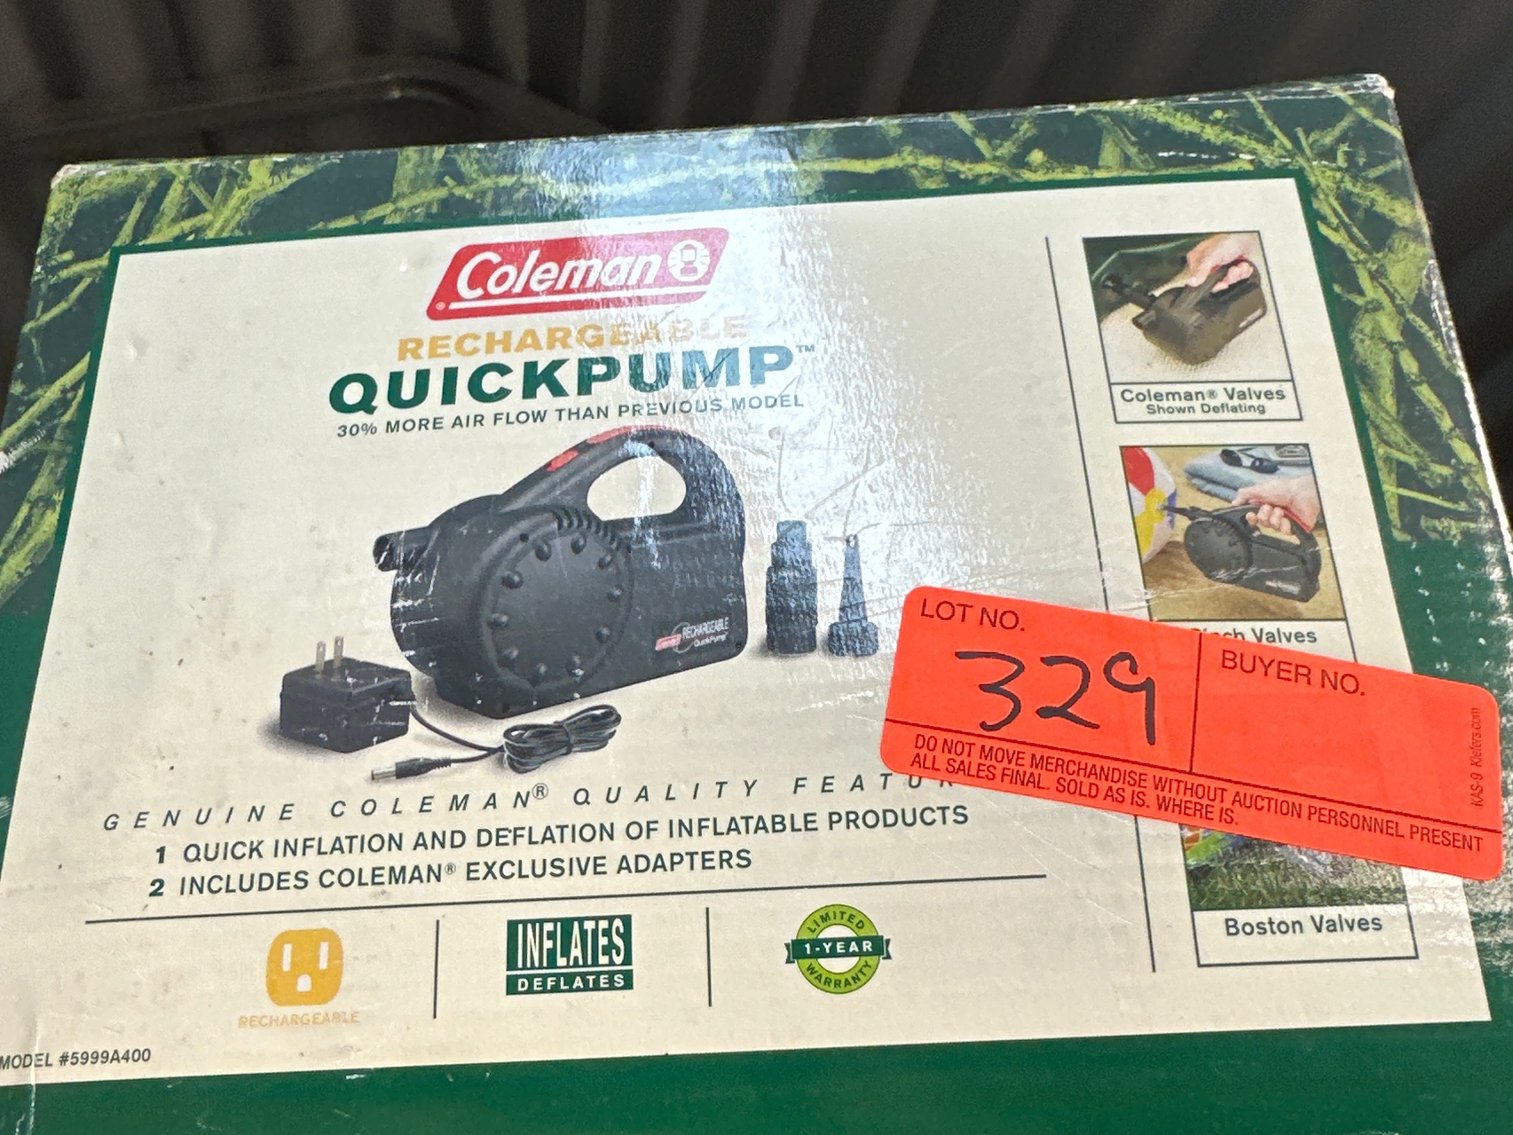 Coleman ®
RECHARGEABLE
QUICKPUMP™
30% MORE AIR FLOW THAN PREVIOUS MODEL
RECHARGEABLE
QuickPump
GENUINE COLEMAN® QUALITY
1 QUICK INFLATION AND DEFLATION OF INFLATABLE PRODUCTS
2 INCLUDES COLEMAN® EXCLUSIVE ADAPTERS
RECHARGEABLE
INFLATES
DEFLATES
LIMITED
1-YEAR
WARRANTY
MODEL #5999A400
Coleman® Valves
Shown Deflating
Valves
Boston Valves
LOT NO.
329
BUYER NO.
DO NOT MOVE MERCHANDISE WITHOUT AUCTION PERSONNEL PRESENT
ALL SALES FINAL. SOLD AS IS. WHERE IS.
KAS-9 Kiefers.com